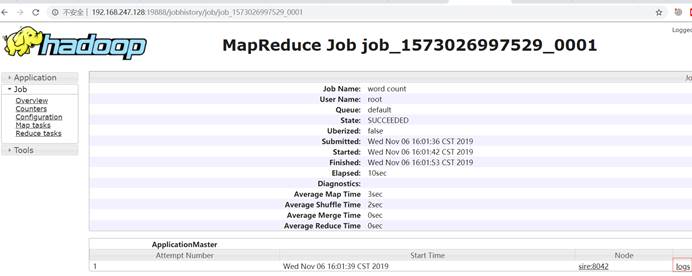 不安全 | 192.168.247.128:19888/jobhistory/job/job_1573026997529_0001
Logged
hadoop
MapReduce Job job_1573026997529_0001
Application
Job
Overview
Counters
Configuration
Map tasks
Reduce tasks
Tools
Jo
Job Name: word count
User Name: root
Queue: default
State: SUCCEEDED
Uberized: false
Submitted: Wed Nov 06 16:01:36 CST 2019
Started: Wed Nov 06 16:01:42 CST 2019
Finished: Wed Nov 06 16:01:53 CST 2019
Elapsed: 10sec
Diagnostics:
Average Map Time 3sec
Average Shuffle Time 2sec
Average Merge Time 0sec
Average Reduce Time 0sec
ApplicationMaster
Attempt Number Start Time Node
1 Wed Nov 06 16:01:39 CST 2019 sire:8042 logs